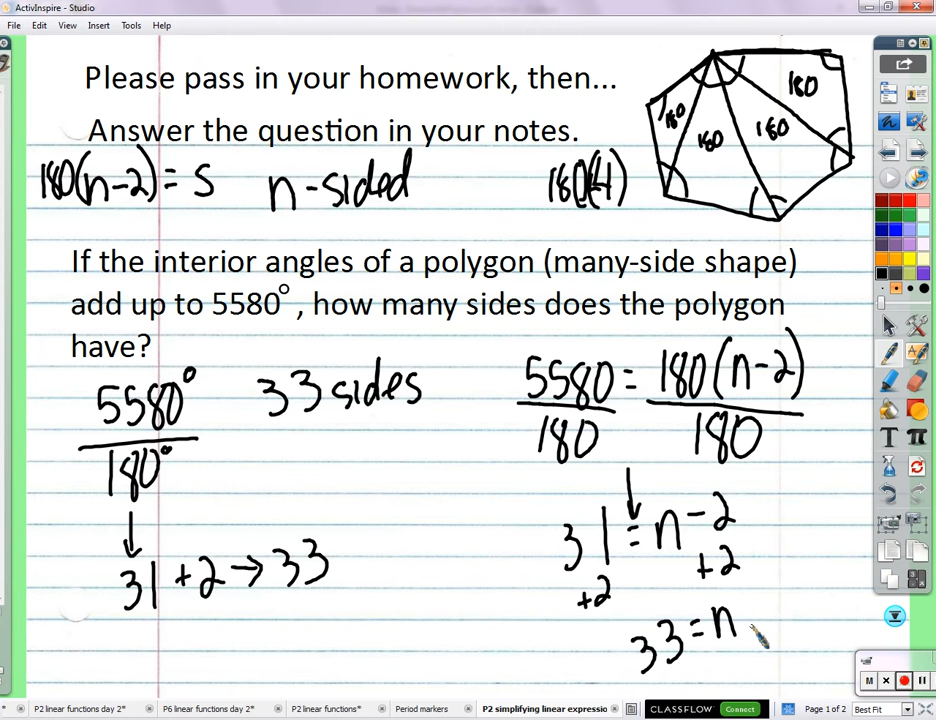 ActivInspire - Studio
File Edit View Insert Tools Help
Please pass in your homework, then...
Answer the question in your notes.
180(n-2) = S n-sided 180(4)
180 180 180 180
If the interior angles of a polygon (many-side shape)
add up to 5580°, how many sides does the polygon
have?
5580° 33 sides 5580 = 180(n-2)
180° 180 180
31 = n-2
31 +2 → 33 +2 +2
33 = n
M
P2 linear functions day 2* P6 linear functions day 2* P2 linear functions* Period markers P2 simplifying linear expressio CLASSFLOW Connect Page 1 of 2 Best Fit